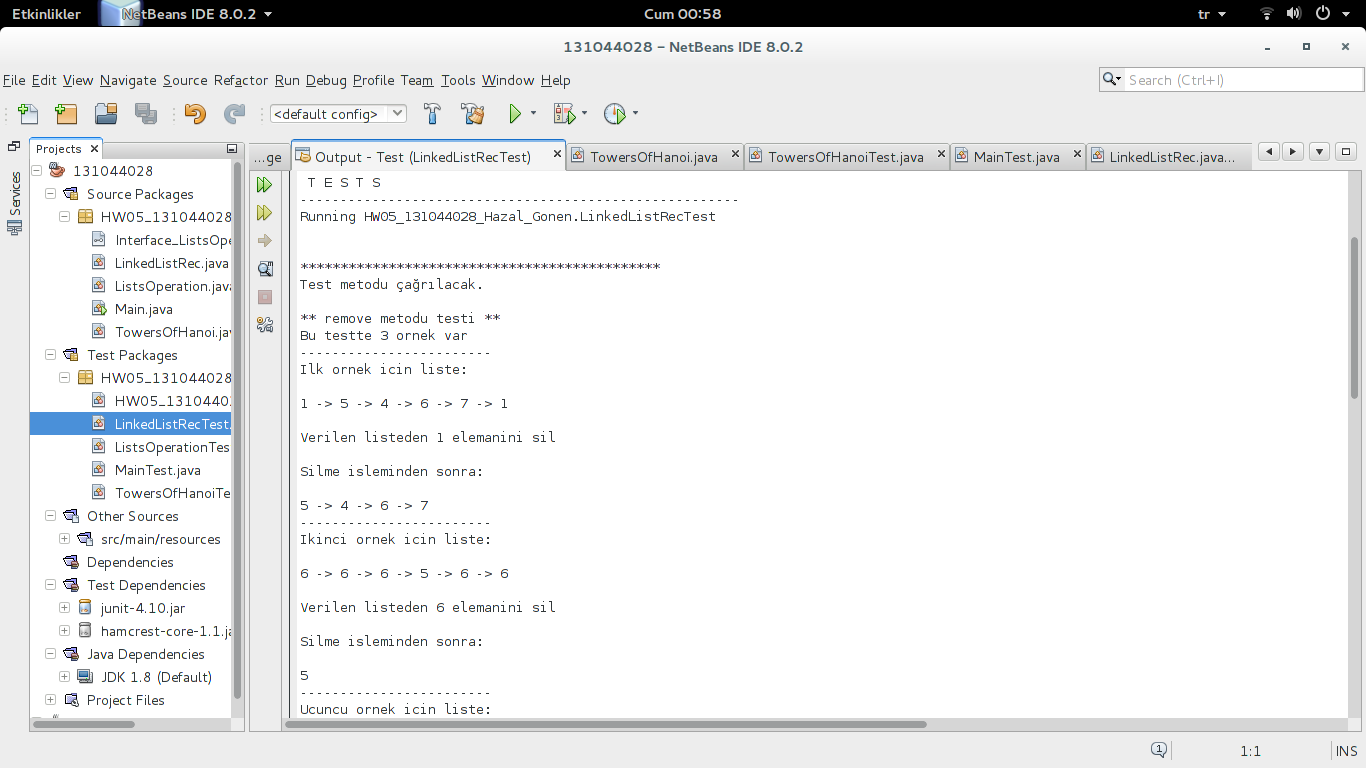 Etkinlikler NetBeans IDE 8.0.2 Cum 00:58 tr
131044028 – NetBeans IDE 8.0.2
File Edit View Navigate Source Refactor Run Debug Profile Team Tools Window Help
Search (Ctrl+I)
<default config>
Projects
Services
131044028
Source Packages
HW05_131044028
Interface_ListsOpe
LinkedListRec.java
ListsOperation.java
Main.java
TowersOfHanoi.jav
Test Packages
HW05_131044028
HW05_13104402
LinkedListRecTest.
ListsOperationTes
MainTest.java
TowersOfHanoiTe
Other Sources
src/main/resources
Dependencies
Test Dependencies
junit-4.10.jar
hamcrest-core-1.1.ja
Java Dependencies
JDK 1.8 (Default)
Project Files
...ge Output - Test (LinkedListRecTest) TowersOfHanoi.java TowersOfHanoiTest.java MainTest.java LinkedListRec.java...
T E S T S
-------------------------------------------------------
Running HW05_131044028_Hazal_Gonen.LinkedListRecTest
*********************************************
Test metodu çağrılacak.
** remove metodu testi **
Bu testte 3 ornek var
------------------------
Ilk ornek icin liste:
1 -> 5 -> 4 -> 6 -> 7 -> 1
Verilen listeden 1 elemanini sil
Silme isleminden sonra:
5 -> 4 -> 6 -> 7
------------------------
Ikinci ornek icin liste:
6 -> 6 -> 6 -> 5 -> 6 -> 6
Verilen listeden 6 elemanini sil
Silme isleminden sonra:
5
------------------------
Ucuncu ornek icin liste:
1 1:1 INS